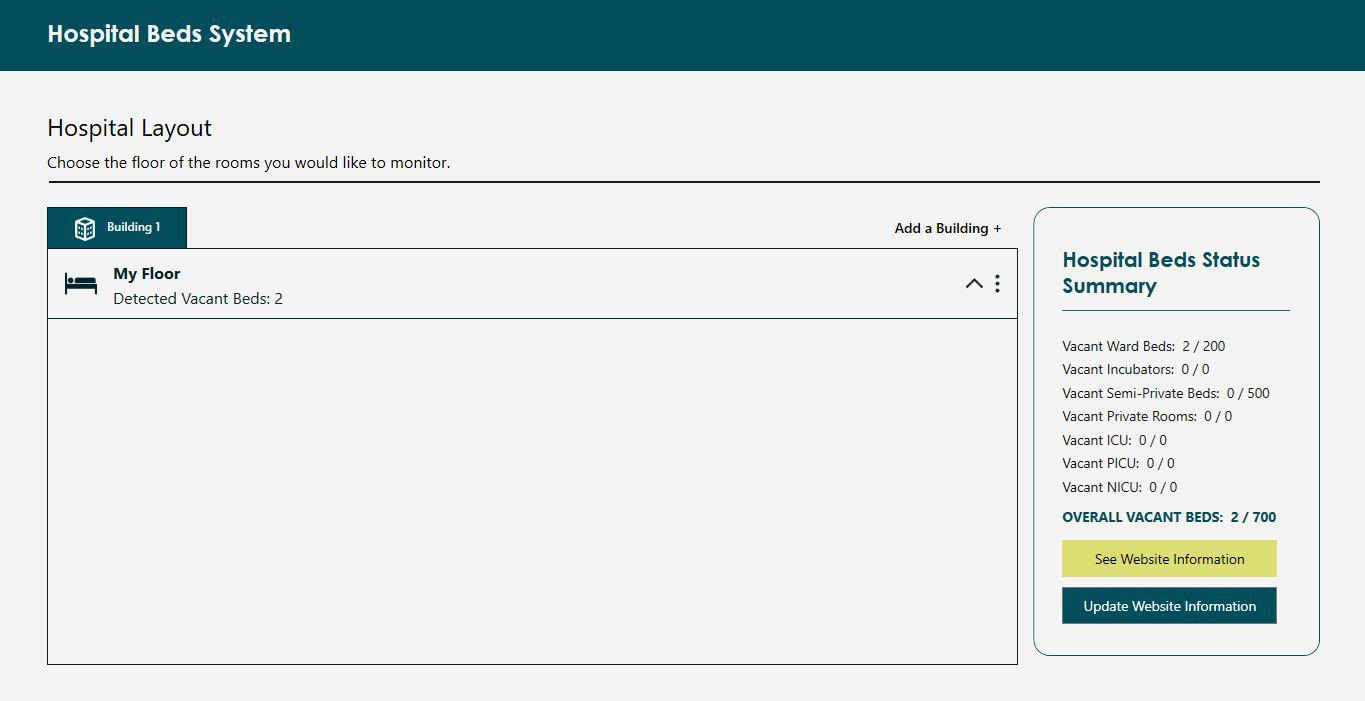 Hospital Beds System
Hospital Layout
Choose the floor of the rooms you would like to monitor.
Building 1
Add a Building +
My Floor
Detected Vacant Beds: 2
Hospital Beds Status
Summary
Vacant Ward Beds: 2 / 200
Vacant Incubators: 0 / 0
Vacant Semi-Private Beds: 0 / 500
Vacant Private Rooms: 0 / 0
Vacant ICU: 0 / 0
Vacant PICU: 0 / 0
Vacant NICU: 0 / 0
OVERALL VACANT BEDS: 2 / 700
See Website Information
Update Website Information